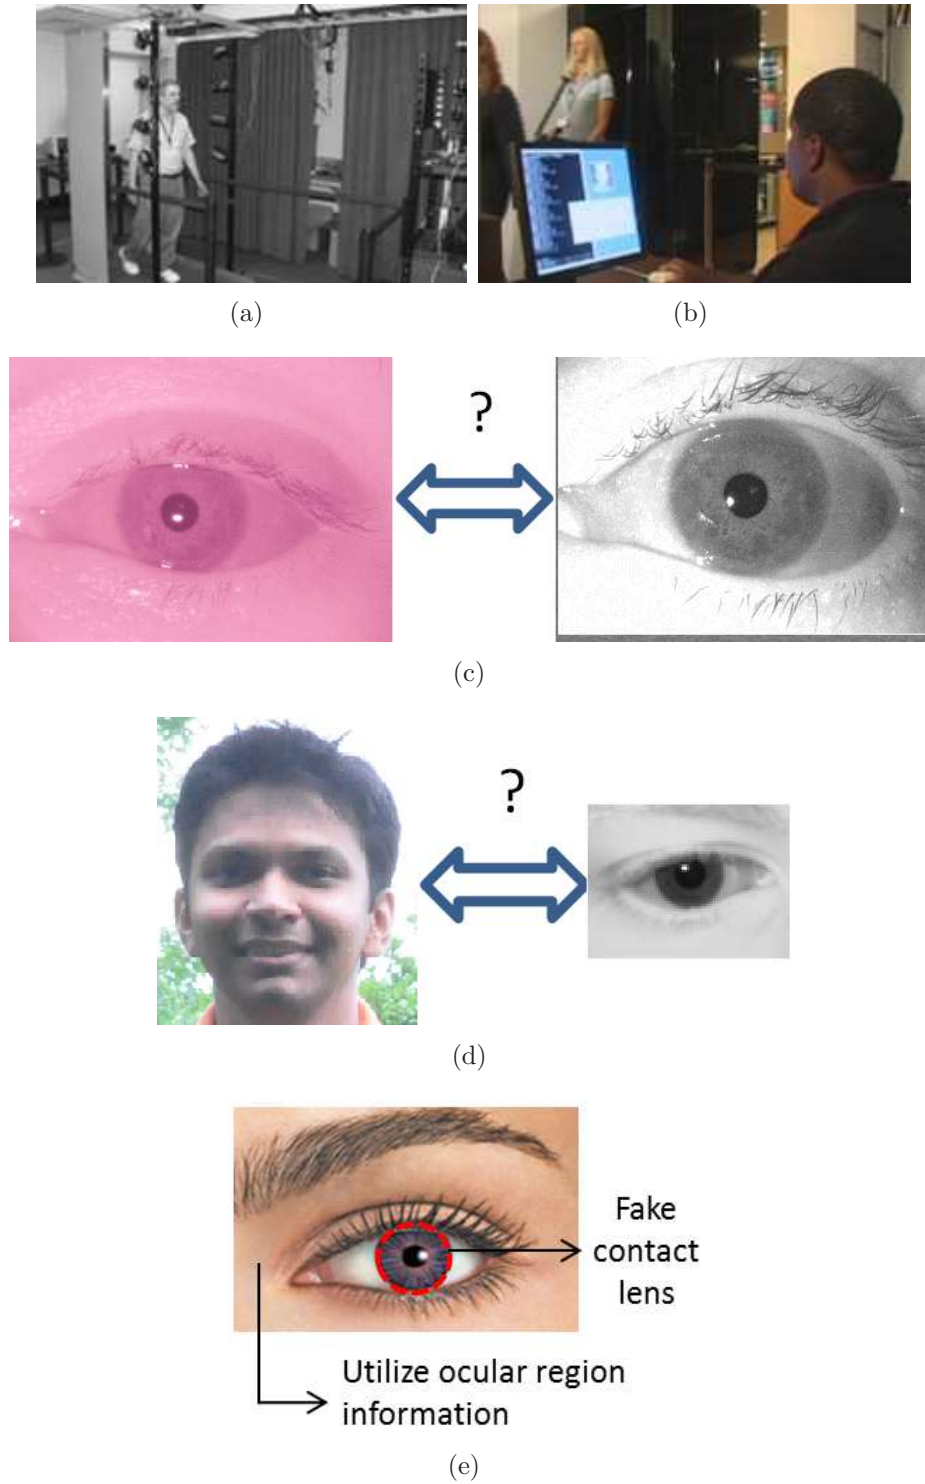 (a)
(b)
?
(c)
?
(d)
Fake
contact
lens
Utilize ocular region
information
(e)